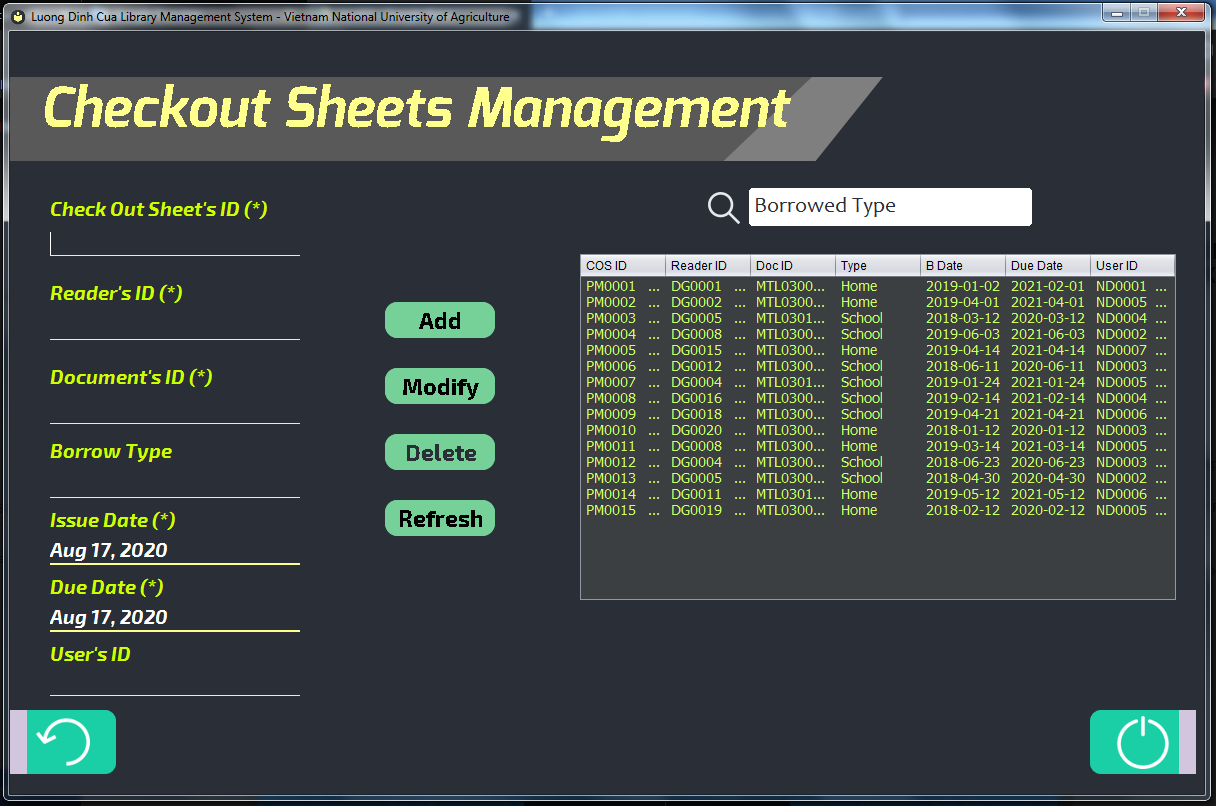 Luong Dinh Cua Library Management System - Vietnam National University of Agriculture
Checkout Sheets Management
Check Out Sheet's ID (*)
Reader's ID (*)
Document's ID (*)
Borrow Type
Issue Date (*)
Aug 17, 2020
Due Date (*)
Aug 17, 2020
User's ID
Add
Modify
Delete
Refresh
Borrowed Type
COS ID Reader ID Doc ID Type B Date Due Date User ID
PM0001 ... DG0001 ... MTL0300... Home 2019-01-02 2021-02-01 ND0001 ...
PM0002 ... DG0002 ... MTL0300... Home 2019-04-01 2021-04-01 ND0005 ...
PM0003 ... DG0005 ... MTL0301... School 2018-03-12 2020-03-12 ND0004 ...
PM0004 ... DG0008 ... MTL0300... School 2019-06-03 2021-06-03 ND0002 ...
PM0005 ... DG0015 ... MTL0300... Home 2019-04-14 2021-04-14 ND0007 ...
PM0006 ... DG0012 ... MTL0300... School 2018-06-11 2020-06-11 ND0003 ...
PM0007 ... DG0004 ... MTL0301... School 2019-01-24 2021-01-24 ND0005 ...
PM0008 ... DG0016 ... MTL0300... School 2019-02-14 2021-02-14 ND0004 ...
PM0009 ... DG0018 ... MTL0300... School 2019-04-21 2021-04-21 ND0006 ...
PM0010 ... DG0020 ... MTL0300... Home 2018-01-12 2020-01-12 ND0003 ...
PM0011 ... DG0008 ... MTL0300... Home 2019-03-14 2021-03-14 ND0005 ...
PM0012 ... DG0004 ... MTL0300... School 2018-06-23 2020-06-23 ND0003 ...
PM0013 ... DG0005 ... MTL0300... School 2018-04-30 2020-04-30 ND0002 ...
PM0014 ... DG0011 ... MTL0301... Home 2019-05-12 2021-05-12 ND0006 ...
PM0015 ... DG0019 ... MTL0300... Home 2018-02-12 2020-02-12 ND0005 ...